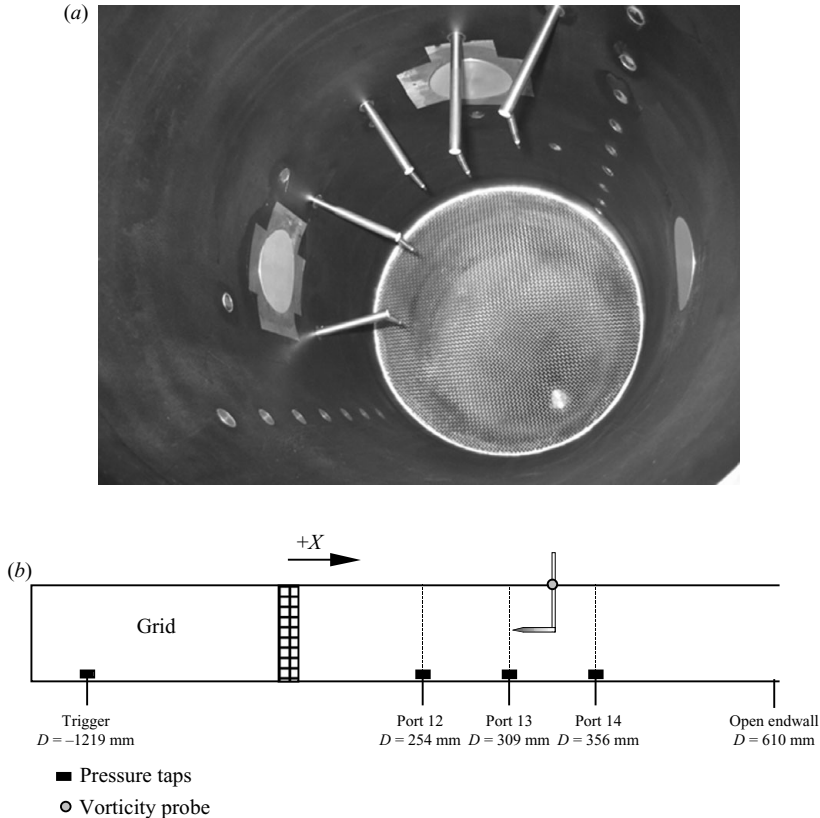 (a)
+X
(b)
Grid
Trigger
D = –1219 mm
Port 12
D = 254 mm
Port 13
D = 309 mm
Port 14
D = 356 mm
Open endwall
D = 610 mm
Pressure taps
Vorticity probe